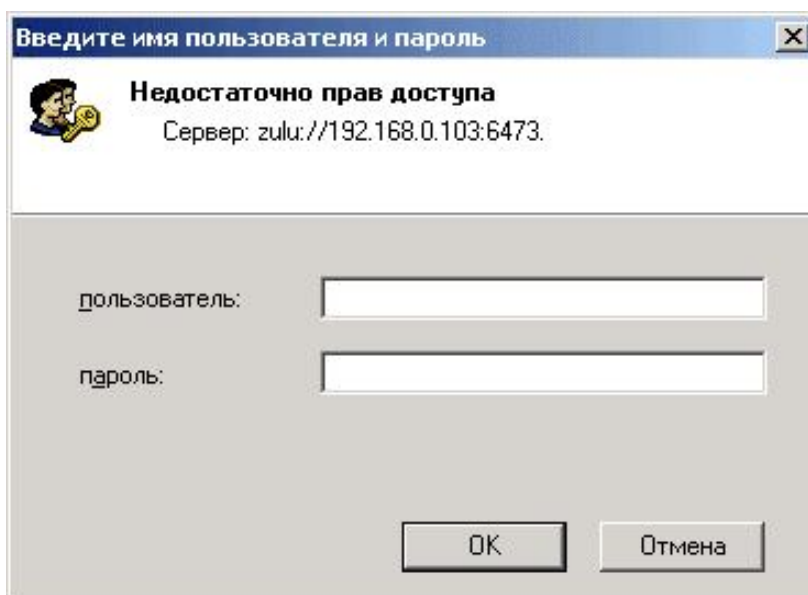 Введите имя пользователя и пароль
Недостаточно прав доступа
Сервер: zulu://192.168.0.103:6473.
пользователь:
пароль:
OK
Отмена